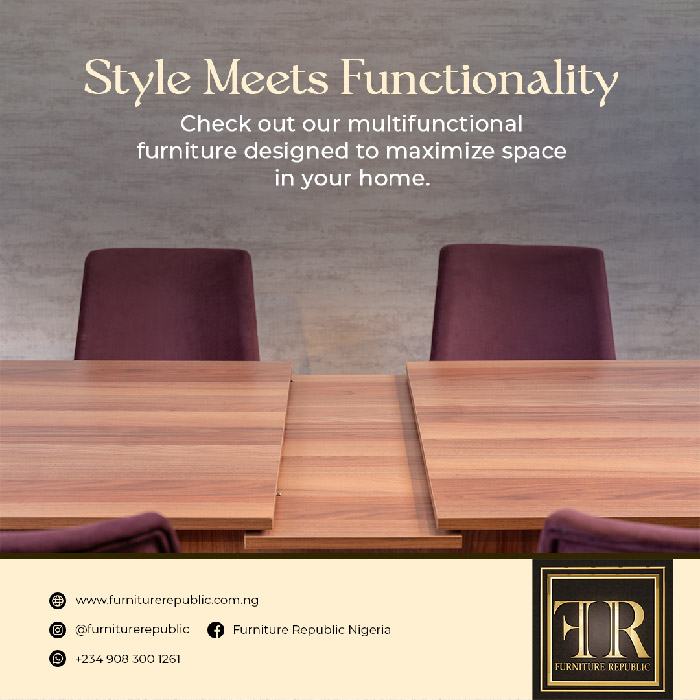 Style Meets Functionality
Check out our multifunctional
furniture designed to maximize space
in your home.
www.furniturerepublic.com.ng
@furniturerepublic Furniture Republic Nigeria
+234 908 300 1261
FR
FURNITURE REPUBLIC